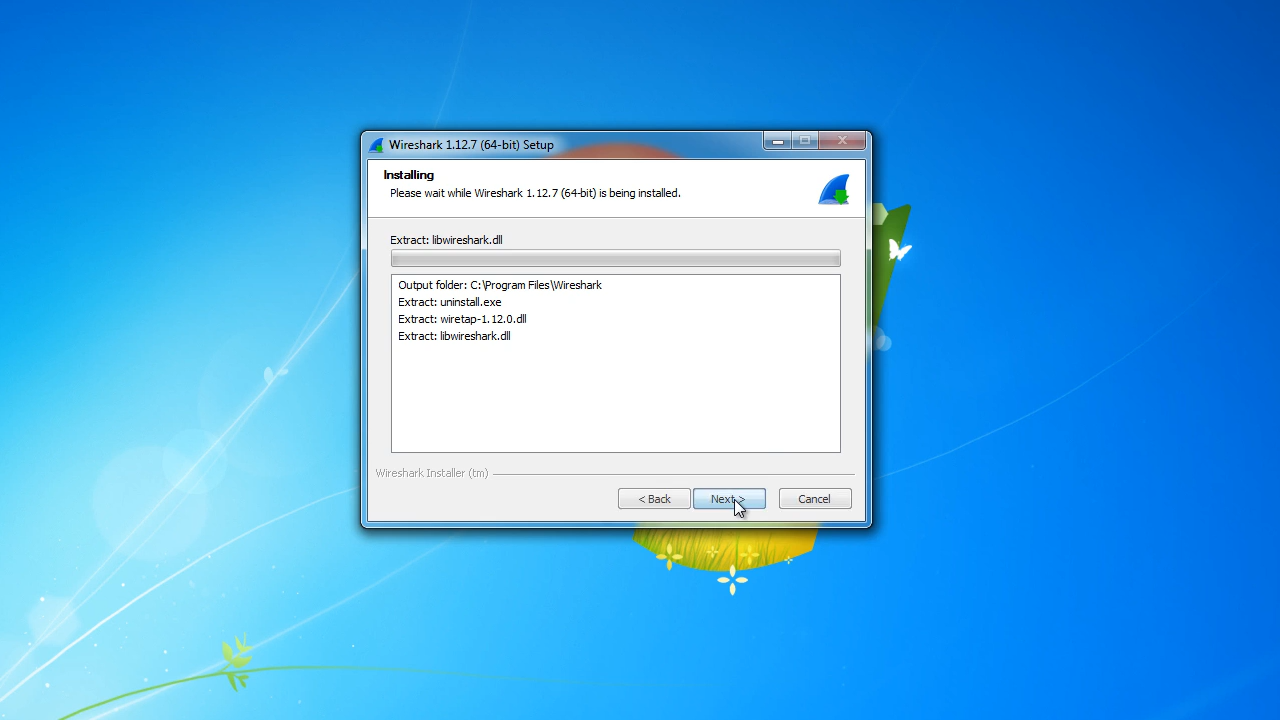 Wireshark 1.12.7 (64-bit) Setup
Installing
Please wait while Wireshark 1.12.7 (64-bit) is being installed.
Extract: libwireshark.dll
Output folder: C:\Program Files\Wireshark
Extract: uninstall.exe
Extract: wiretap-1.12.0.dll
Extract: libwireshark.dll
Wireshark Installer (tm)
< Back Next > Cancel